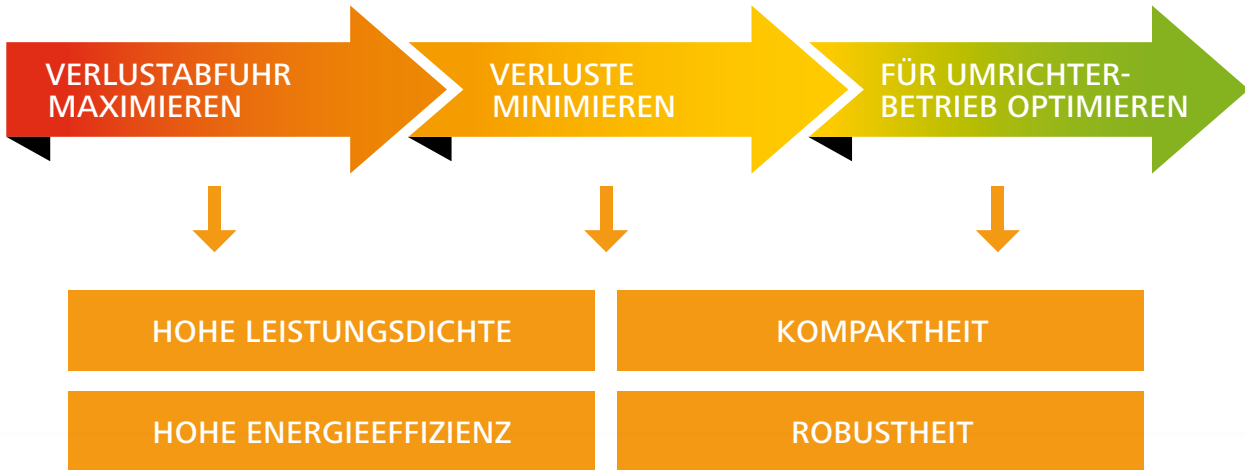 VERLUSTABFUHR
MAXIMIEREN
VERLUSTE
MINIMIEREN
FÜR UMRICHTER-
BETRIEB OPTIMIEREN
HOHE LEISTUNGSDICHTE
KOMPAKTHEIT
HOHE ENERGIEEFFIZIENZ
ROBUSTHEIT